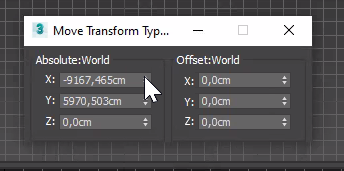 3 Move Transform Typ...
Absolute:World
X: -9167,465cm
Y: 5970,503cm
Z: 0,0cm
Offset:World
X: 0,0cm
Y: 0,0cm
Z: 0,0cm